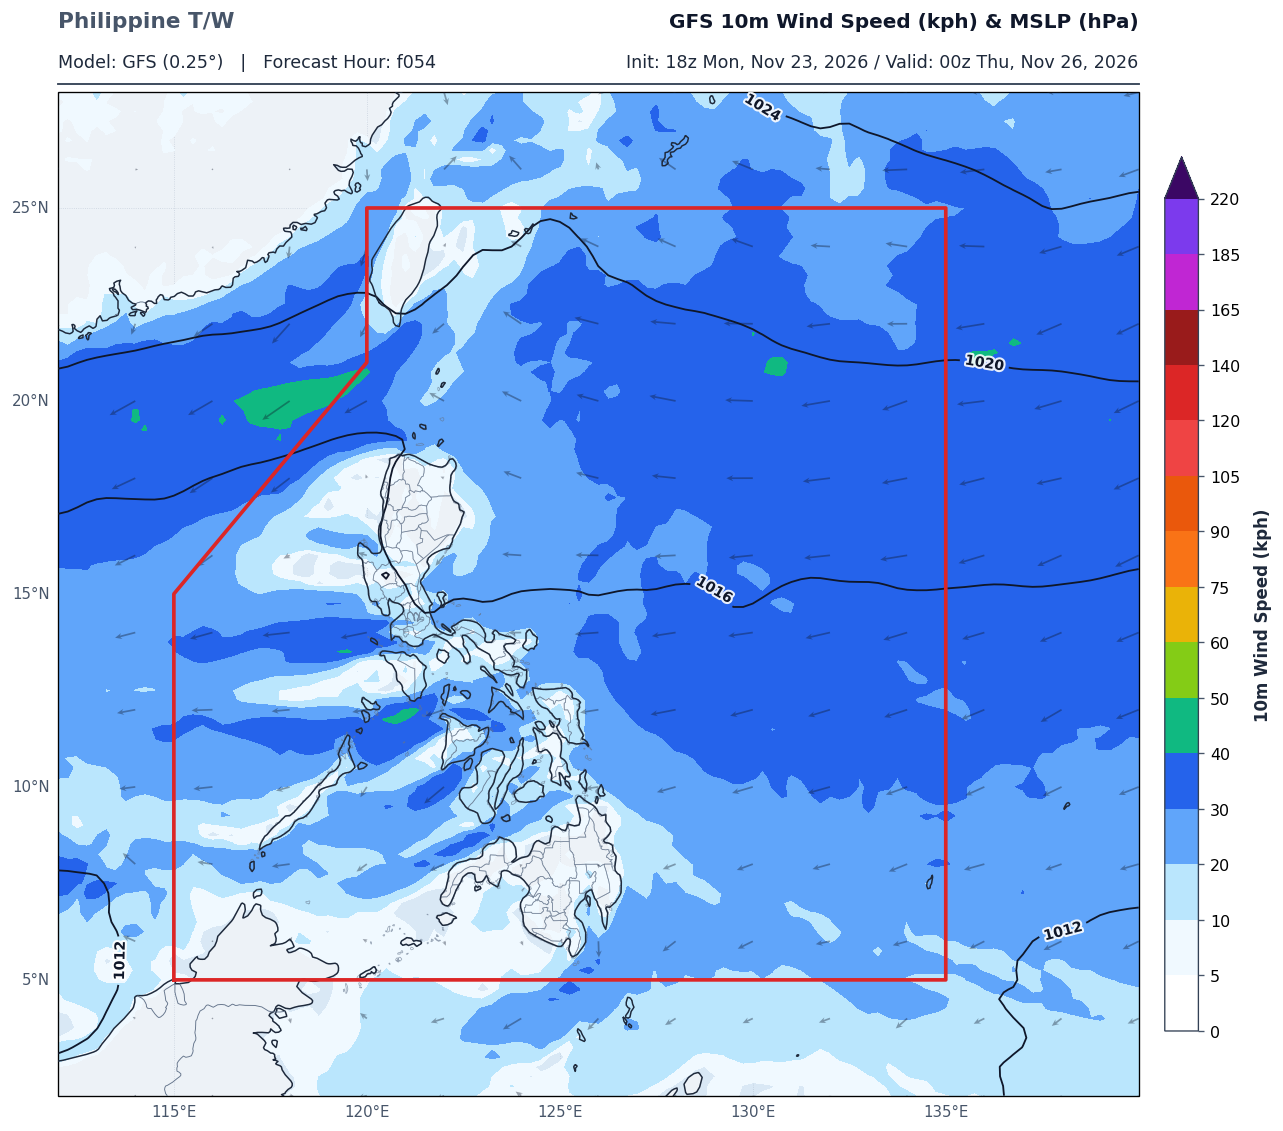 Philippine T/W
GFS 10m Wind Speed (kph) & MSLP (hPa)
Model: GFS (0.25°)   |   Forecast Hour: f054
Init: 18z Mon, Nov 23, 2026 / Valid: 00z Thu, Nov 26, 2026
1024
1020
1016
1012
1012
25°N
20°N
15°N
10°N
5°N
115°E
120°E
125°E
130°E
135°E
220
185
165
140
120
105
90
75
60
50
40
30
20
10
5
0
10m Wind Speed (kph)